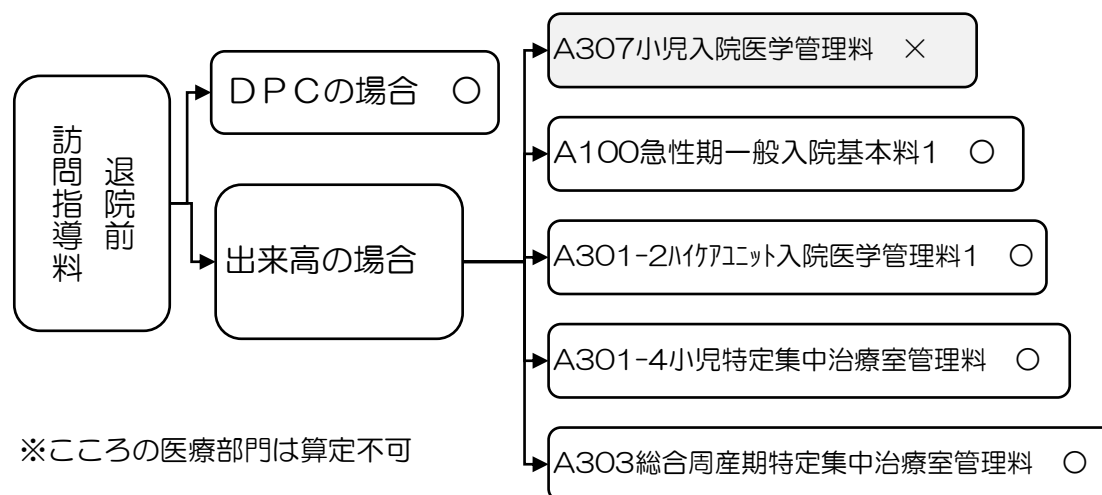 退院前
訪問指導料
DPCの場合 ○
出来高の場合
A307小児入院医学管理料 ×
A100急性期一般入院基本料1 ○
A301-2ﾊｲｹｱﾕﾆｯﾄ入院医学管理料1 ○
A301-4小児特定集中治療室管理料 ○
A303総合周産期特定集中治療室管理料 ○
※こころの医療部門は算定不可